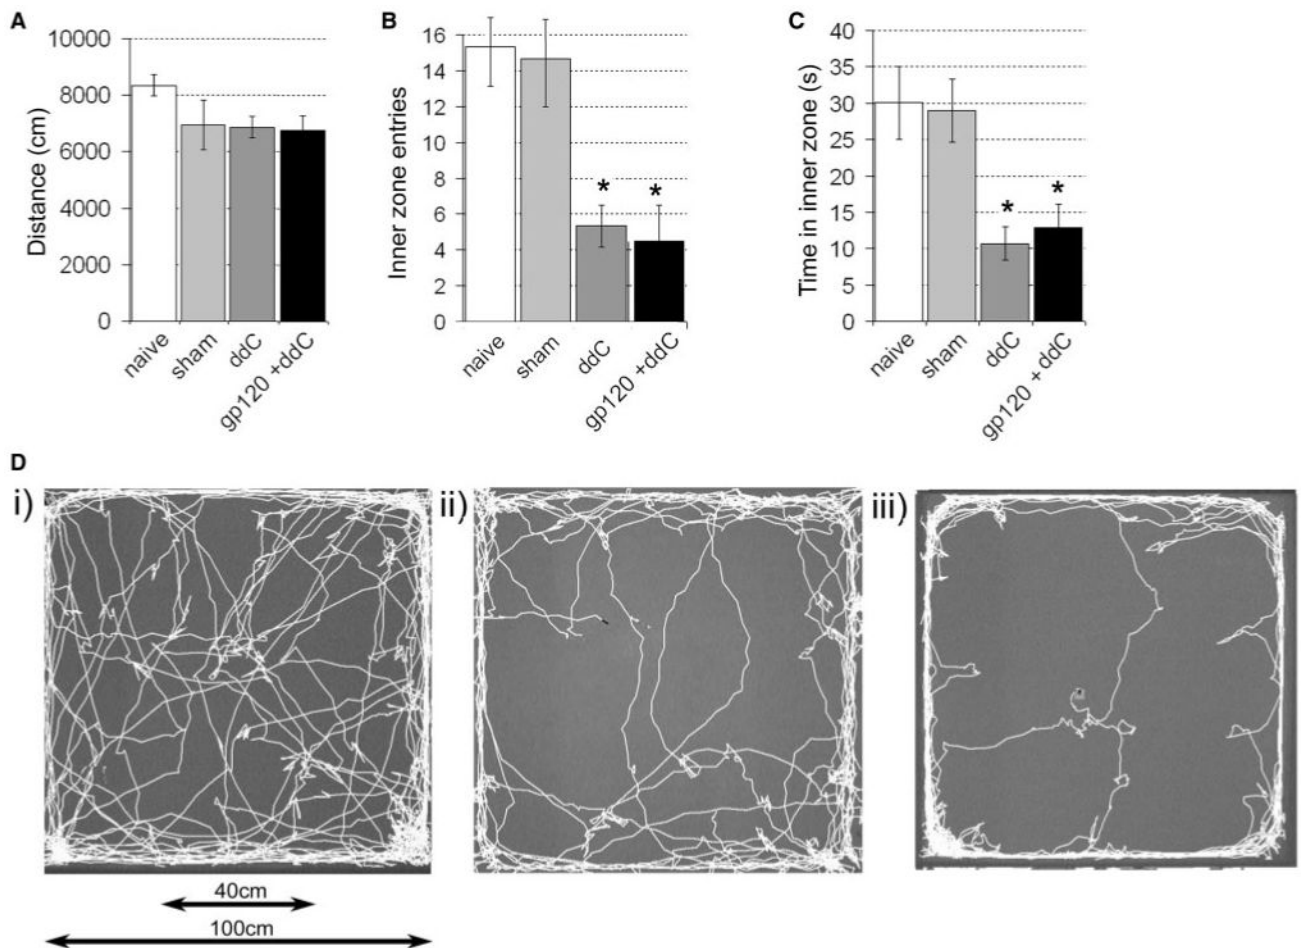 A
Distance (cm)
10000
8000
6000
4000
2000
0
naive
sham
ddC
gp120 +ddC
B
Inner zone entries
16
14
12
10
8
6
4
2
0
*
*
naive
sham
ddC
gp120 +ddC
C
Time in inner zone (s)
40
35
30
25
20
15
10
5
0
*
*
naive
sham
ddC
gp120 + ddC
D
i)
ii)
iii)
40cm
100cm